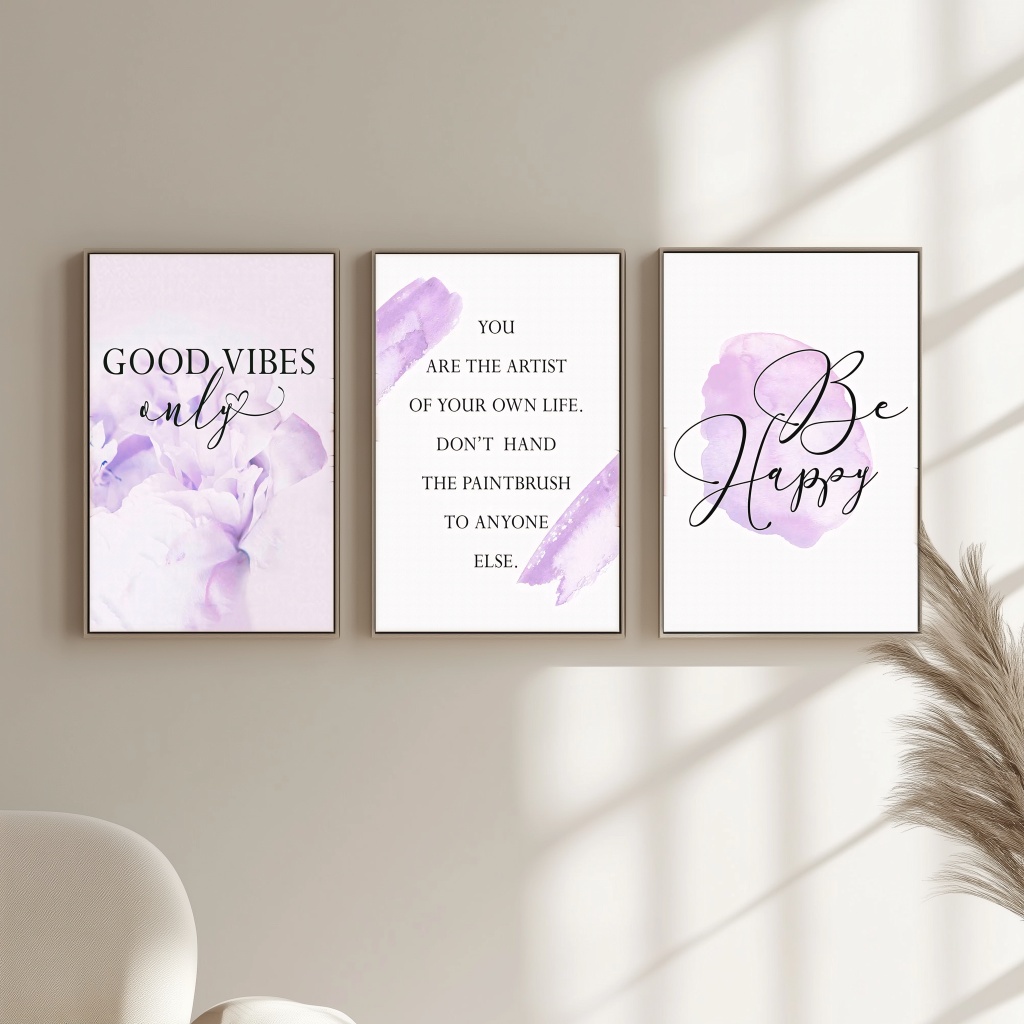 GOOD VIBES
only
YOU
ARE THE ARTIST
OF YOUR OWN LIFE.
DON'T HAND
THE PAINTBRUSH
TO ANYONE
ELSE.
Be
Happy